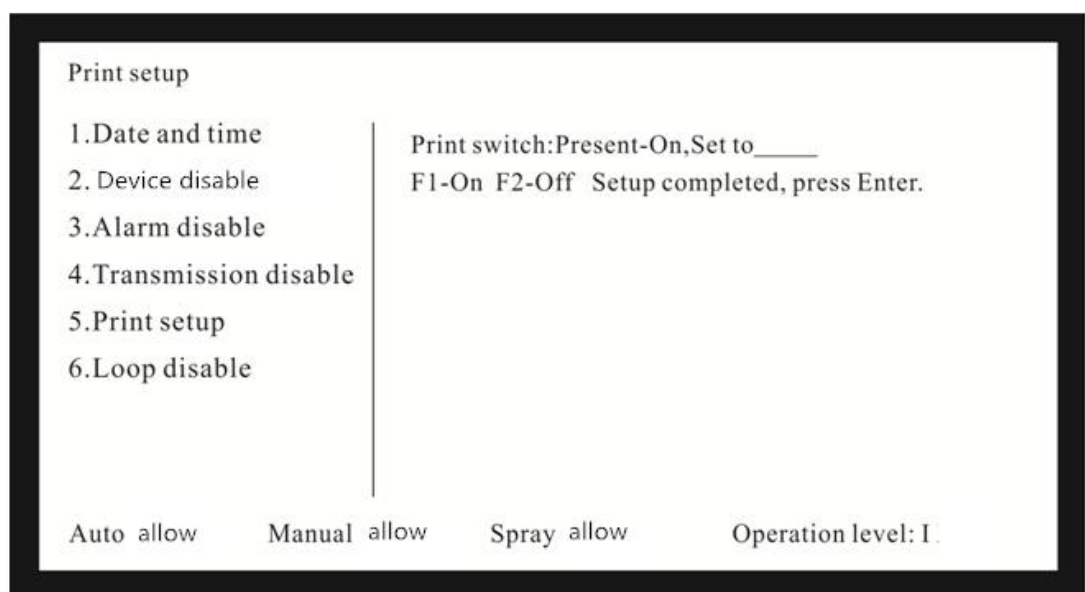 Print setup
1.Date and time
2. Device disable
3.Alarm disable
4.Transmission disable
5.Print setup
6.Loop disable
Print switch:Present-On,Set to_____
F1-On F2-Off Setup completed, press Enter.
Auto allow Manual allow Spray allow Operation level: I